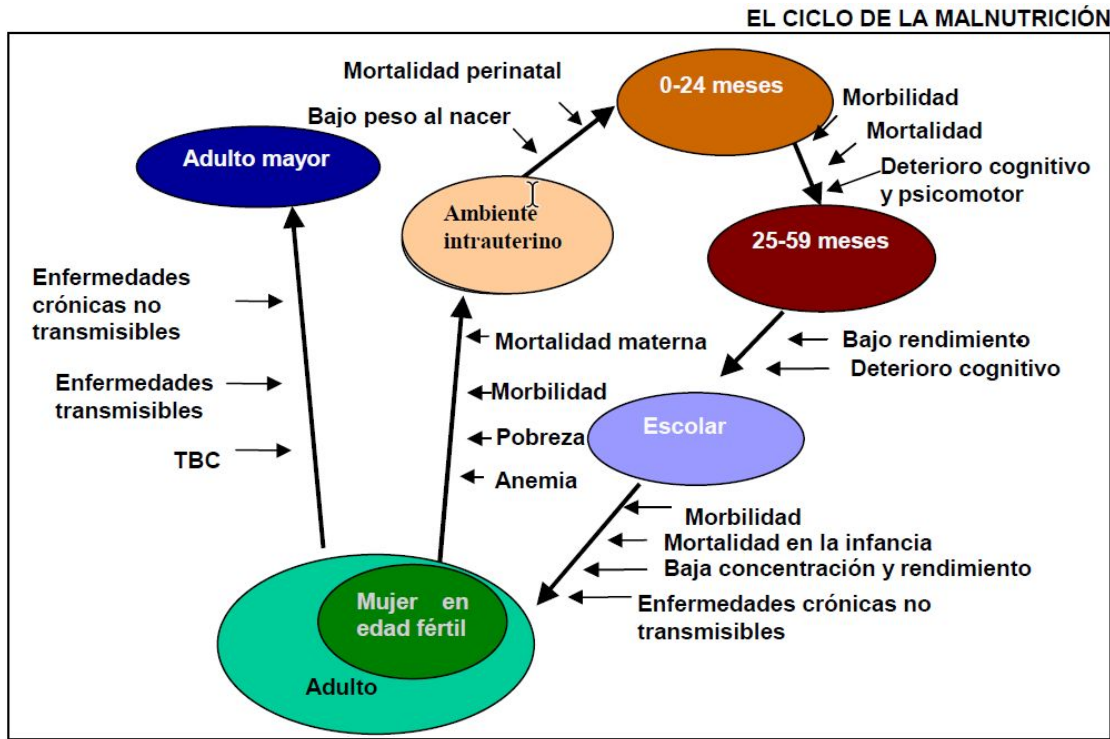 EL CICLO DE LA MALNUTRICIÓN
Mortalidad perinatal
Bajo peso al nacer
0-24 meses
Morbilidad
Mortalidad
Deterioro cognitivo
y psicomotor
Adulto mayor
Ambiente
intrauterino
25-59 meses
Enfermedades
crónicas no
transmisibles
Mortalidad materna
Bajo rendimiento
Deterioro cognitivo
Enfermedades
transmisibles
Morbilidad
Pobreza
Escolar
TBC
Anemia
Morbilidad
Mortalidad en la infancia
Baja concentración y rendimiento
Enfermedades crónicas no
transmisibles
Mujer en
edad fértil
Adulto